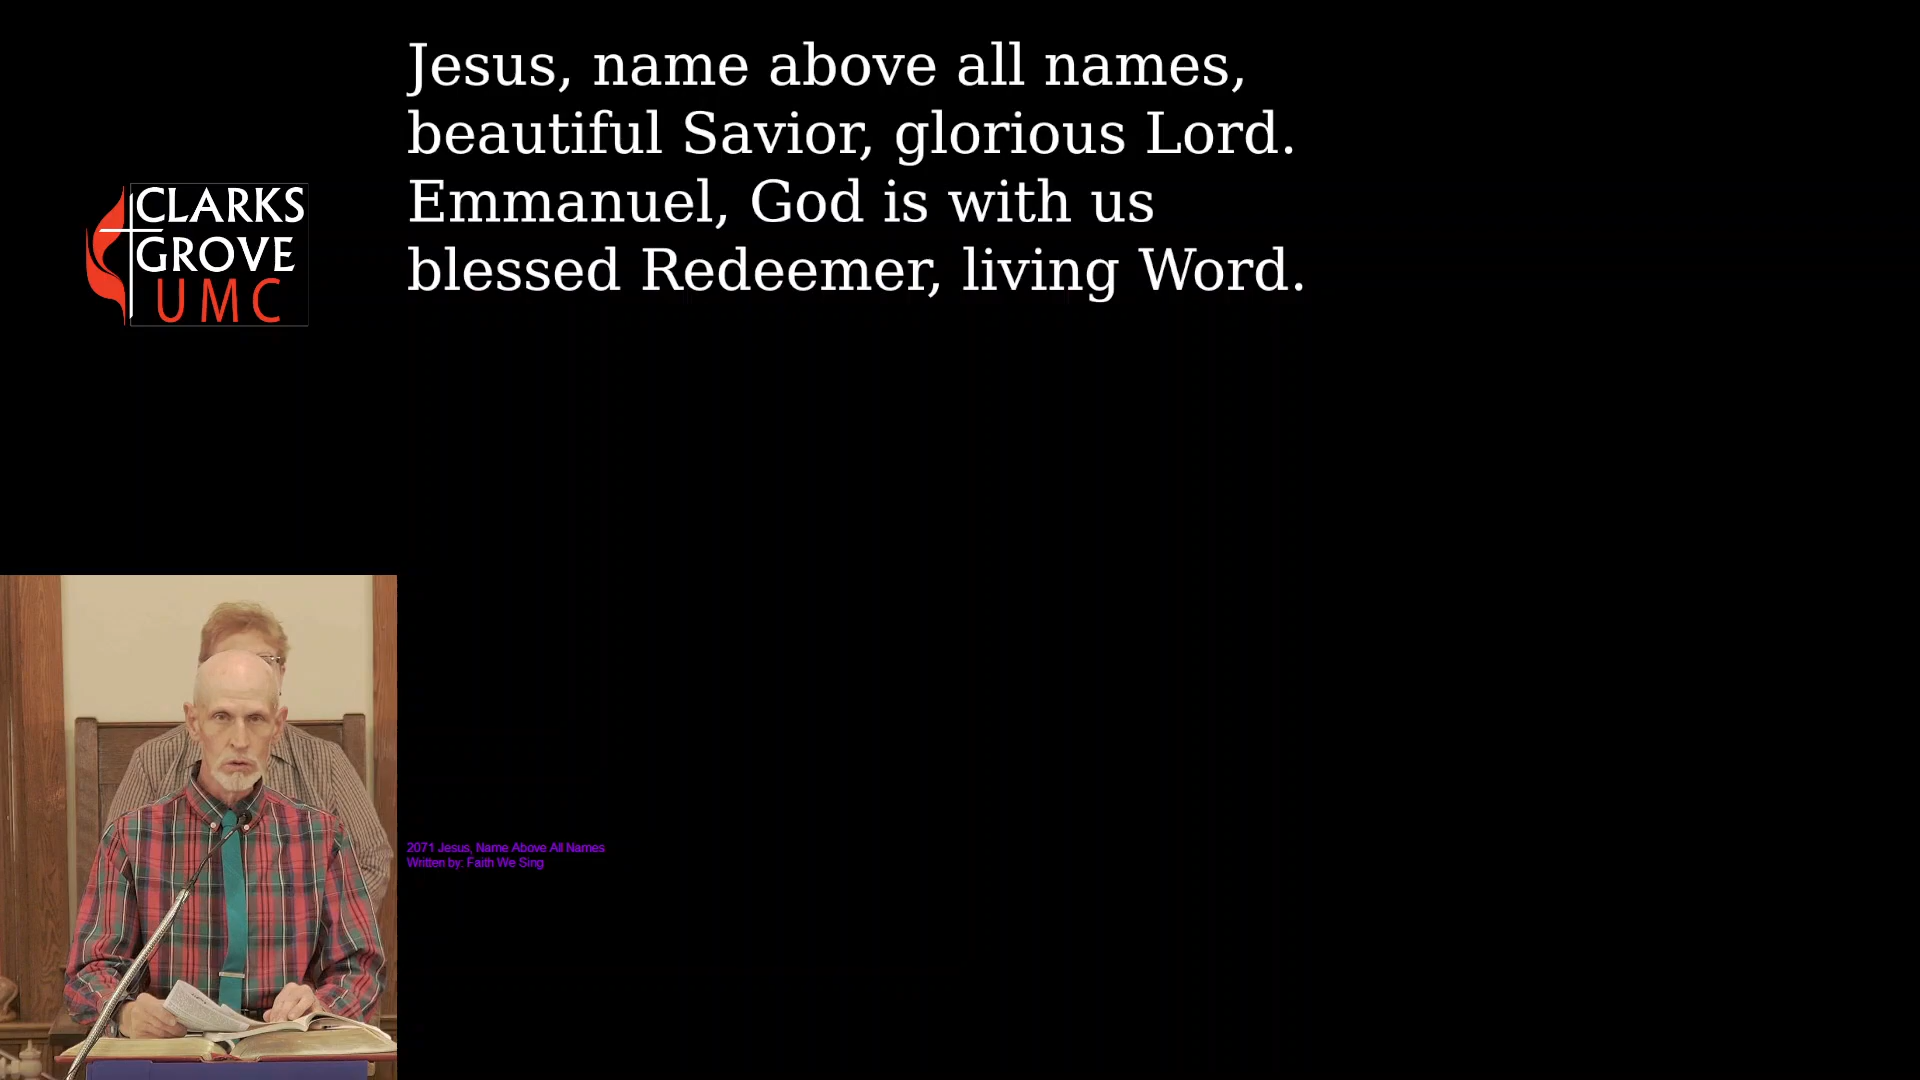 Jesus, name above all names,
beautiful Savior, glorious Lord.
Emmanuel, God is with us
blessed Redeemer, living Word.
CLARKS
GROVE
UMC
2071 Jesus, Name Above All Names
Written by: Faith We Sing